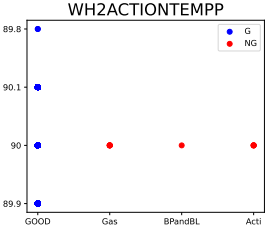 WH2ACTIONTEMPP
G
NG
89.8
90.1
90
89.9
GOOD
Gas
BPandBL
Acti